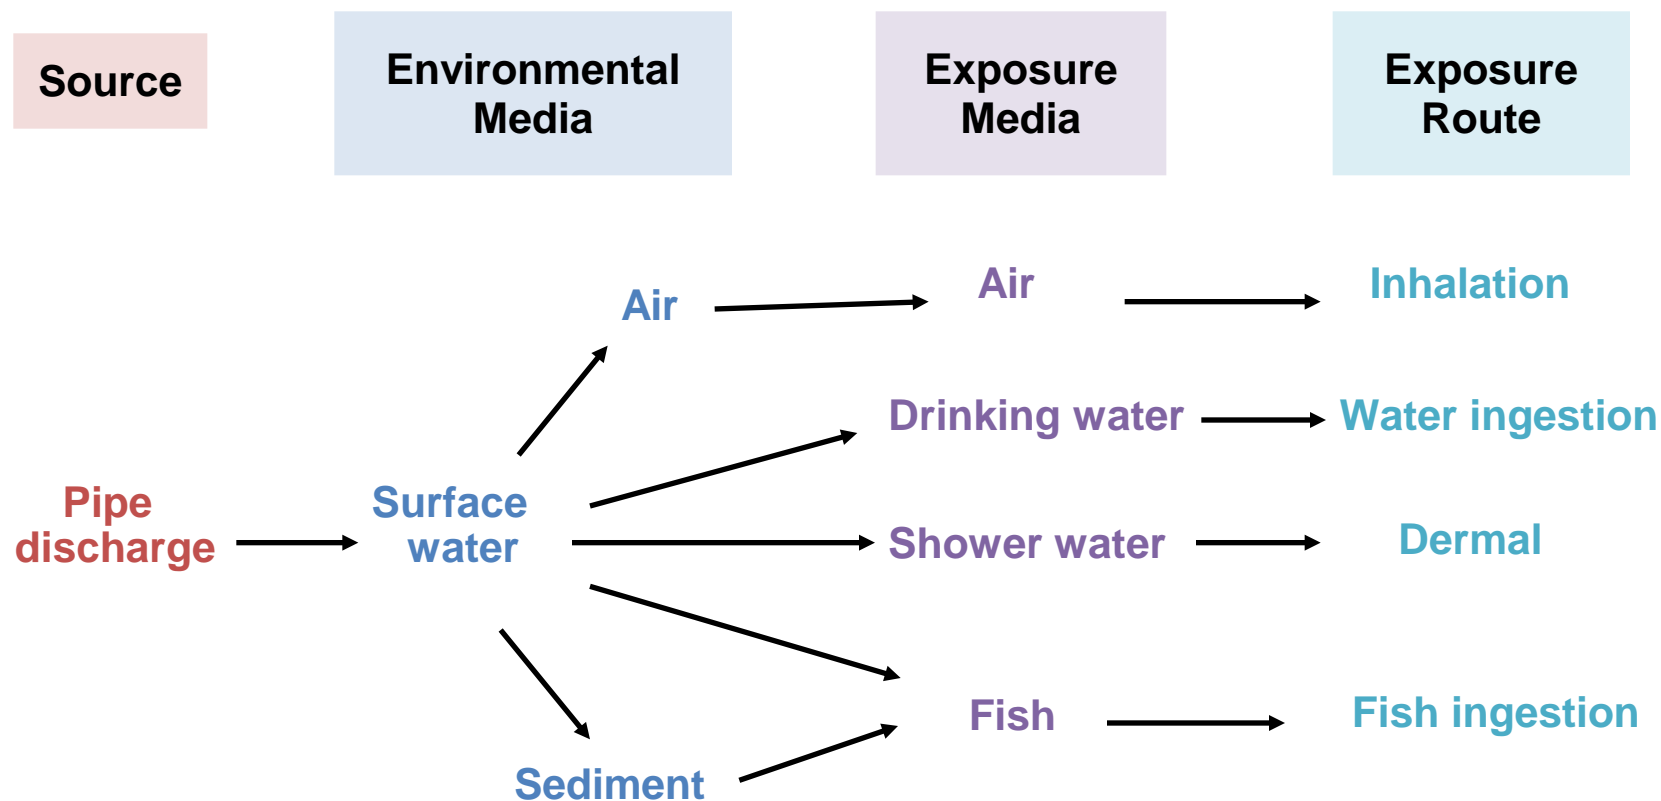 Source
Environmental
Media
Exposure
Media
Exposure
Route
Air
Air
Inhalation
Drinking water
Water ingestion
Pipe
discharge
Surface
water
Shower water
Dermal
Fish
Fish ingestion
Sediment